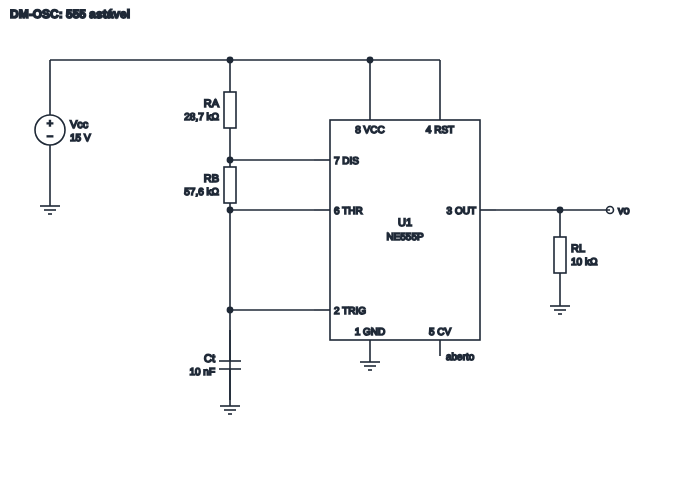 DM-OSC: 555 astável
RA
28,7 kΩ
Vcc
15 V
8 VCC
4 RST
7 DIS
RB
57,6 kΩ
6 THR
3 OUT
vo
U1
NE555P
RL
10 kΩ
2 TRIG
1 GND
5 CV
aberto
Ct
10 nF